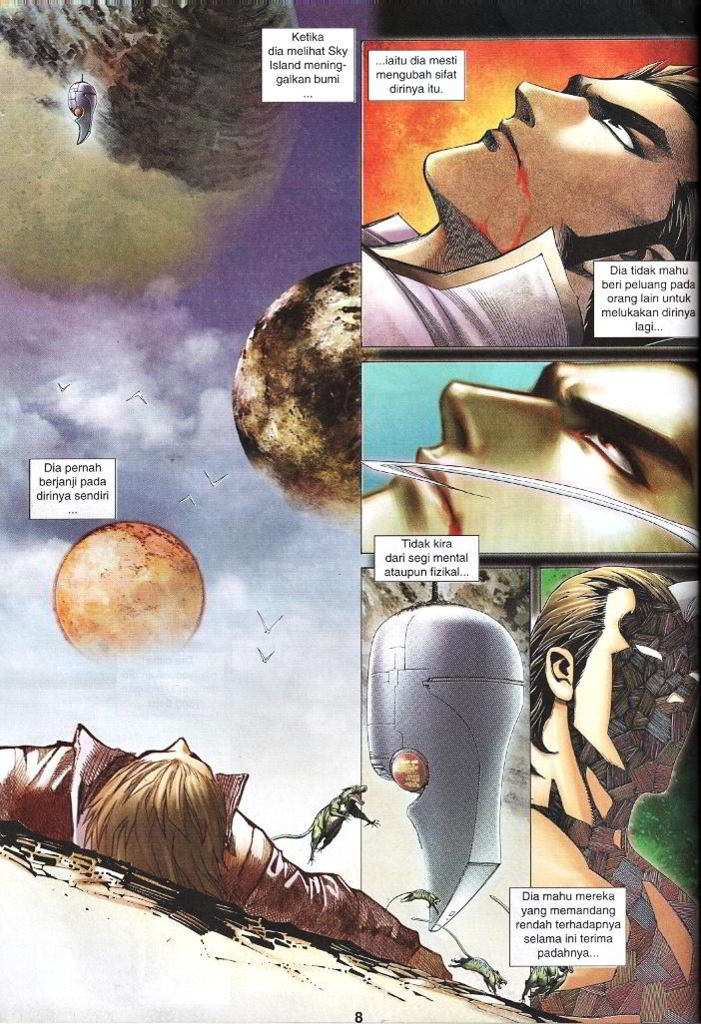 Ketika
dia melihat Sky
Island mening-
galkan bumi
...
Dia pernah
berjanji pada
dirinya sendiri
...
...iaitu dia mesti
mengubah sifat
dirinya itu.
Dia tidak mahu
beri peluang pada
orang lain untuk
melukakan dirinya
lagi...
Tidak kira
dari segi mental
ataupun fizikal...
Dia mahu mereka
yang memandang
rendah terhadapnya
selama ini terima
padahnya...
8